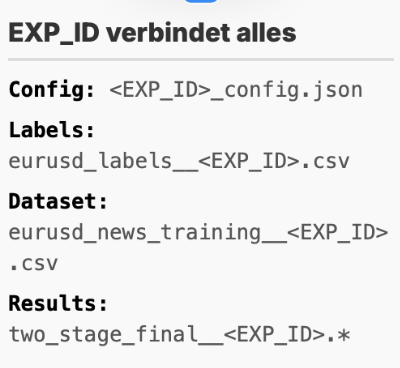 EXP_ID verbindet alles
Config: <EXP_ID>_config.json
Labels:
eurusd_labels__<EXP_ID>.csv
Dataset:
eurusd_news_training__<EXP_ID>
.csv
Results:
two_stage_final__<EXP_ID>.*